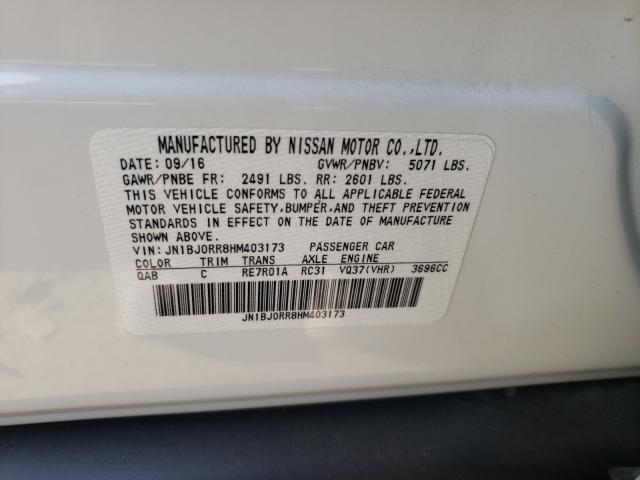 MANUFACTURED BY NISSAN MOTOR CO.,LTD.
DATE: 09/16 GVWR/PNBV: 5071 LBS.
GAWR/PNBE FR: 2491 LBS. RR: 2601 LBS.
THIS VEHICLE CONFORMS TO ALL APPLICABLE FEDERAL
MOTOR VEHICLE SAFETY,BUMPER,AND THEFT PREVENTION
STANDARDS IN EFFECT ON THE DATE OF MANUFACTURE
SHOWN ABOVE.
VIN: JN1BJ0RR8HM403173 PASSENGER CAR
COLOR TRIM TRANS AXLE ENGINE
QAB C RE7R01A RC31 VQ37(VHR) 3696CC
JN1BJ0RR8HM403173